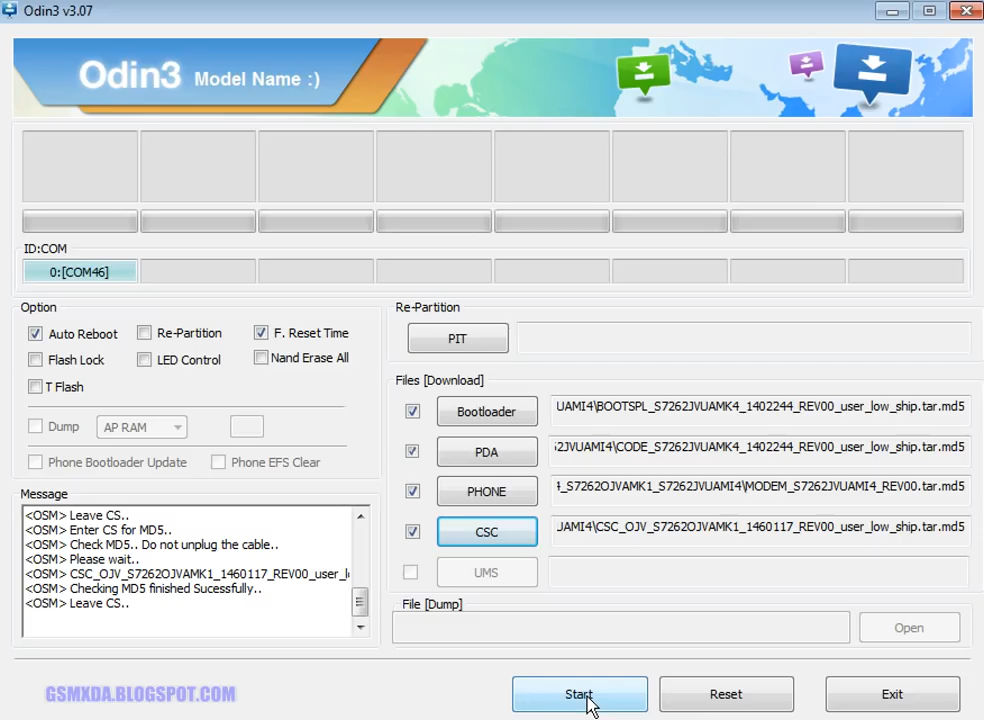 Odin3 v3.07
Odin3 Model Name :)
ID:COM
0:[COM46]
Option
Auto Reboot
Re-Partition
F. Reset Time
Flash Lock
LED Control
Nand Erase All
T Flash
Dump
AP RAM
Phone Bootloader Update
Phone EFS Clear
Message
<OSM> Leave CS..
<OSM> Enter CS for MD5..
<OSM> Check MD5.. Do not unplug the cable..
<OSM> Please wait..
<OSM> CSC_OJV_S7262OJVAMK1_1460117_REV00_user_l
<OSM> Checking MD5 finished Sucessfully..
<OSM> Leave CS..
Re-Partition
PIT
Files [Download]
Bootloader
UAMI4\BOOTSPL_S7262JVUAMK4_1402244_REV00_user_low_ship.tar.md5
PDA
52JVUAMI4\CODE_S7262JVUAMK4_1402244_REV00_user_low_ship.tar.md5
PHONE
4_S7262OJVAMK1_S7262JVUAMI4\MODEM_S7262JVUAMI4_REV00.tar.md5
CSC
UAMI4\CSC_OJV_S7262OJVAMK1_1460117_REV00_user_low_ship.tar.md5
UMS
File [Dump]
Open
GSMXDA.BLOGSPOT.COM
Start
Reset
Exit